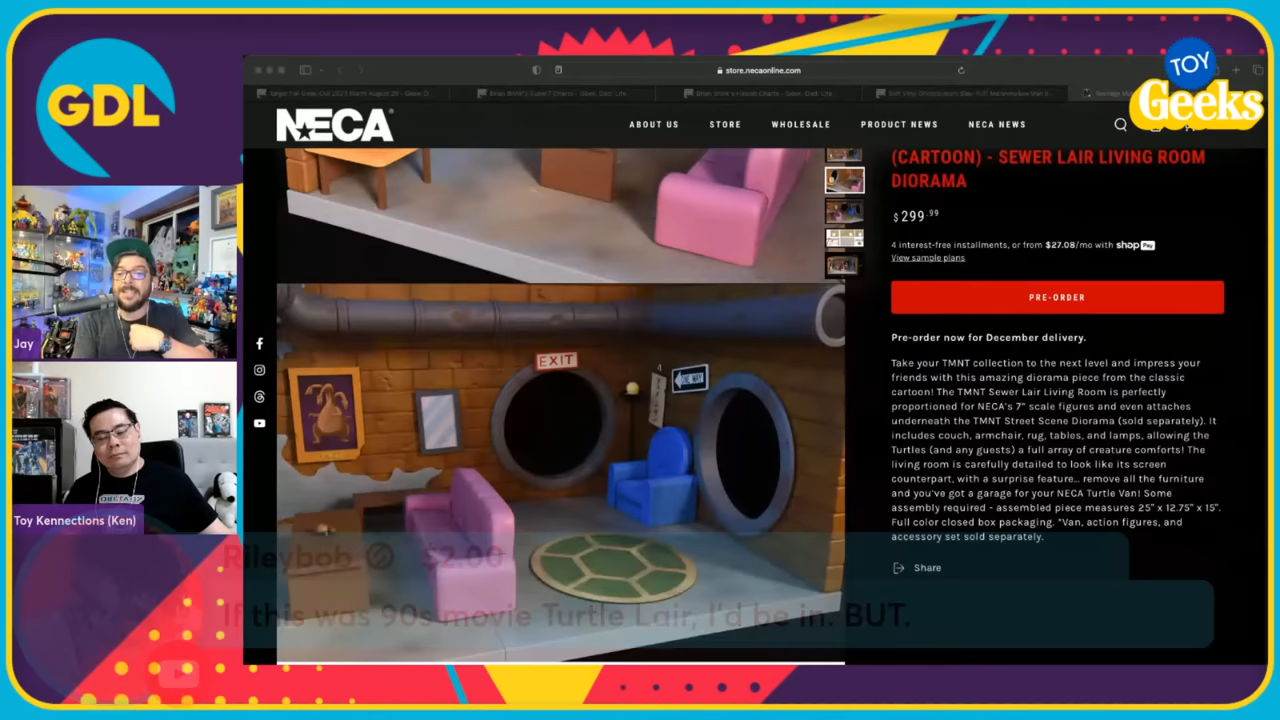 GDL
TOY
Geeks
store.necaonline.com
NECA
ABOUT US
STORE
WHOLESALE
PRODUCT NEWS
NECA NEWS
(CARTOON) - SEWER LAIR LIVING ROOM
DIORAMA
$299.99
4 interest-free installments, or from $27.08/mo with shop Pay
View sample plans
PRE-ORDER
Pre-order now for December delivery.
Take your TMNT collection to the next level and impress your
friends with this amazing diorama piece from the classic
cartoon! The TMNT Sewer Lair Living Room is perfectly
proportioned for NECA's 7" scale figures and even attaches
underneath the TMNT Street Scene Diorama (sold separately). It
includes couch, armchair, rug, tables, and lamps, allowing the
Turtles (and any guests) a full array of creature comforts! The
living room is carefully detailed to look like its screen
counterpart, with a surprise feature... remove all the furniture
and you've got a garage for your NECA Turtle Van! Some
assembly required - assembled piece measures 25" x 12.75" x 15".
Full color closed box packaging. *Van, action figures, and
accessory set sold separately.
Share
EXIT
ONE WAY
Jay
Toy Kennections (Ken)
Rileybob $2.00
If this was 90s movie Turtle Lair, I'd be in. BUT.